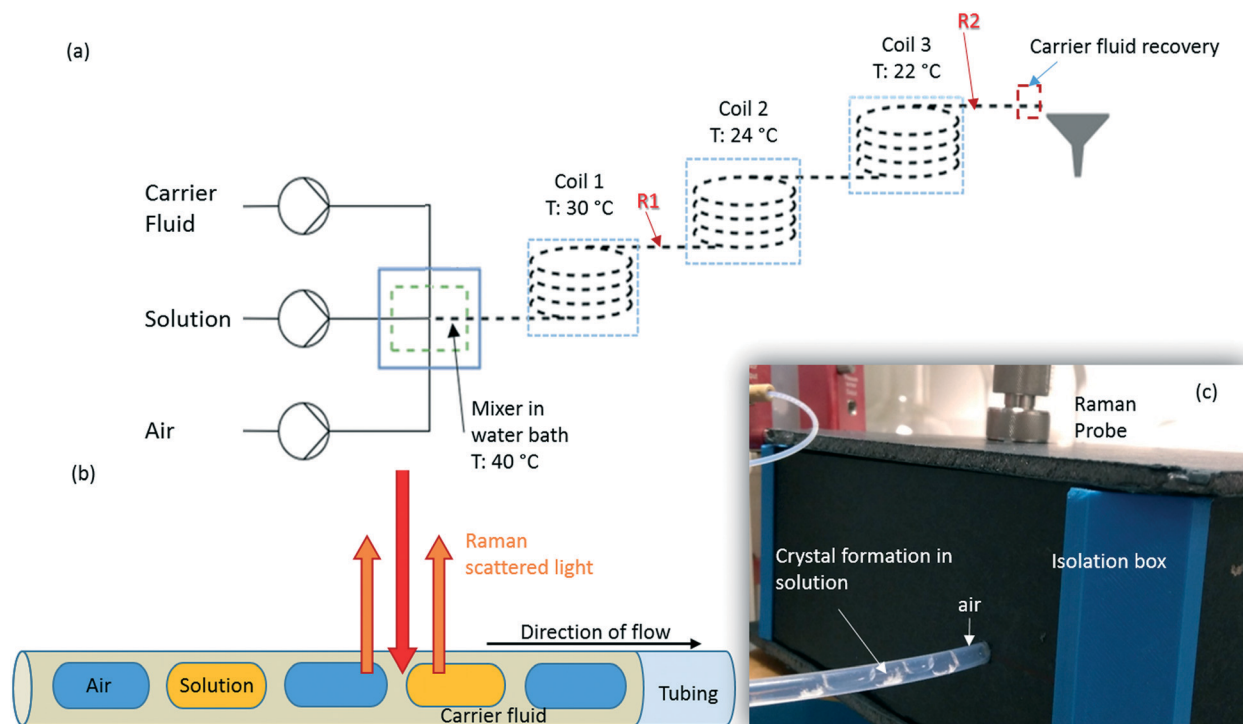 (a)
R2
Carrier fluid recovery
Coil 3
T: 22 °C
Coil 2
T: 24 °C
Coil 1
T: 30 °C
R1
Carrier
Fluid
Solution
Air
Mixer in
water bath
T: 40 °C
(b)
Raman
scattered light
Direction of flow
Air
Solution
Carrier fluid
Tubing
(c)
Raman
Probe
Crystal formation in
solution
air
Isolation box